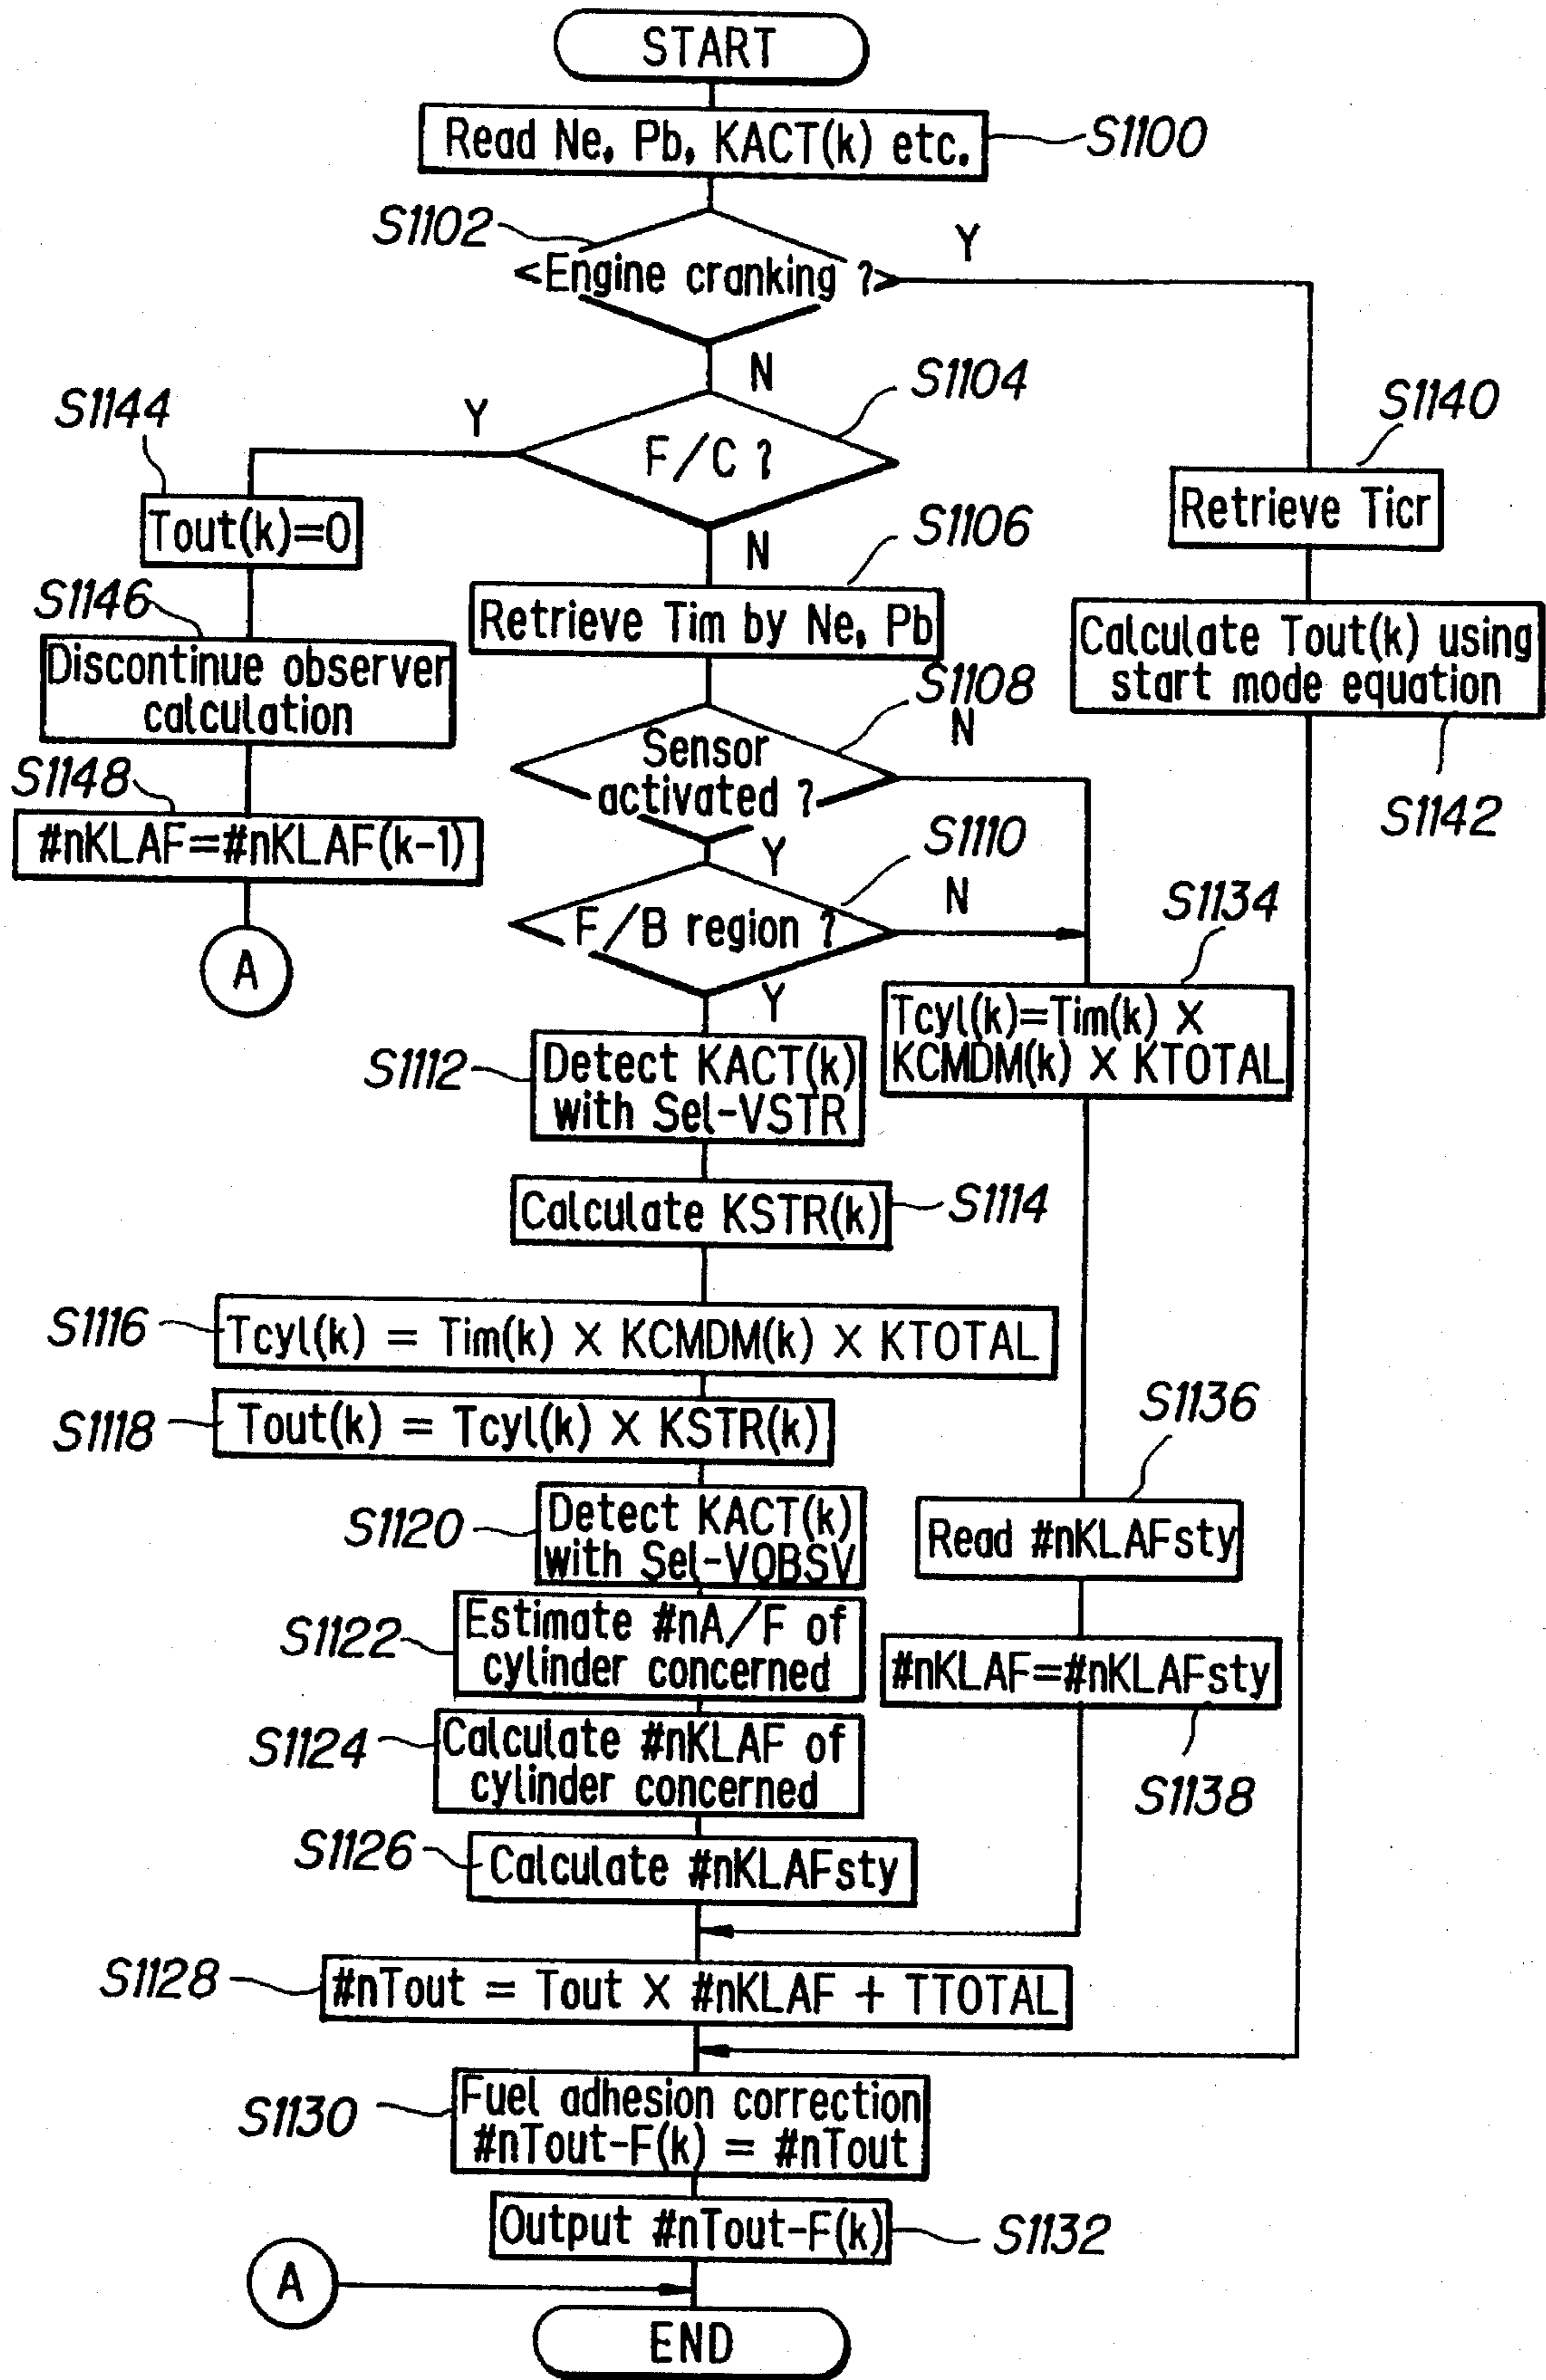 START
Read Ne, Pb, KACT(k) etc.
S1100
S1102
Engine cranking ?
Y
N
S1104
F/C ?
Y
N
S1144
Tout(k)=0
S1146
Discontinue observer
calculation
S1148
#nKLAF=#nKLAF(k-1)
A
S1140
Retrieve Ticr
Calculate Tout(k) using
start mode equation
S1142
S1106
Retrieve Tim by Ne, Pb
S1108
Sensor
activated ?
N
Y
S1110
F/B region ?
N
Y
S1134
Tcyl(k)=Tim(k) X
KCMDM(k) X KTOTAL
S1112
Detect KACT(k)
with Sel-VSTR
Calculate KSTR(k)
S1114
S1116
Tcyl(k) = Tim(k) X KCMDM(k) x KTOTAL
S1118
Tout(k) = Tcyl(k) X KSTR(k)
S1120
Detect KACT(k)
with Sel-VOBSV
S1136
Read #nKLAFsty
S1122
Estimate #nA/F of
cylinder concerned
#nKLAF=#nKLAFsty
S1138
S1124
Calculate #nKLAF of
cylinder concerned
S1126
Calculate #nKLAFsty
S1128
#nTout = Tout X #nKLAF + TTOTAL
S1130
Fuel adhesion correction
#nTout-F(k) = #nTout
Output #nTout-F(k)
S1132
A
END